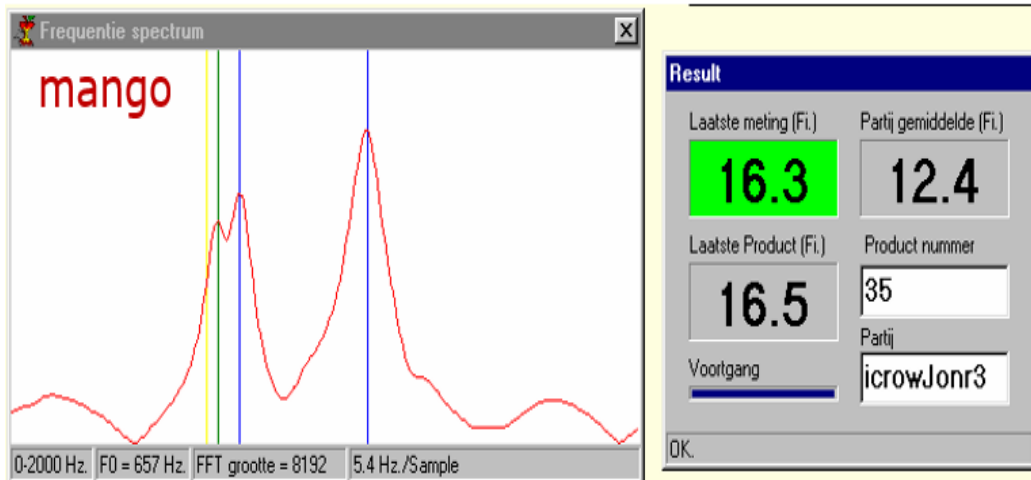 Frequentie spectrum
mango
0-2000 Hz. F0 = 657 Hz. FFT grootte = 8192 5.4 Hz./Sample
Result
Laatste meting (Fi.) Partij gemiddelde (Fi.)
16.3 12.4
Laatste Product (Fi.) Product nummer
16.5 35
Partij
Voortgang icrowJonr3
OK.